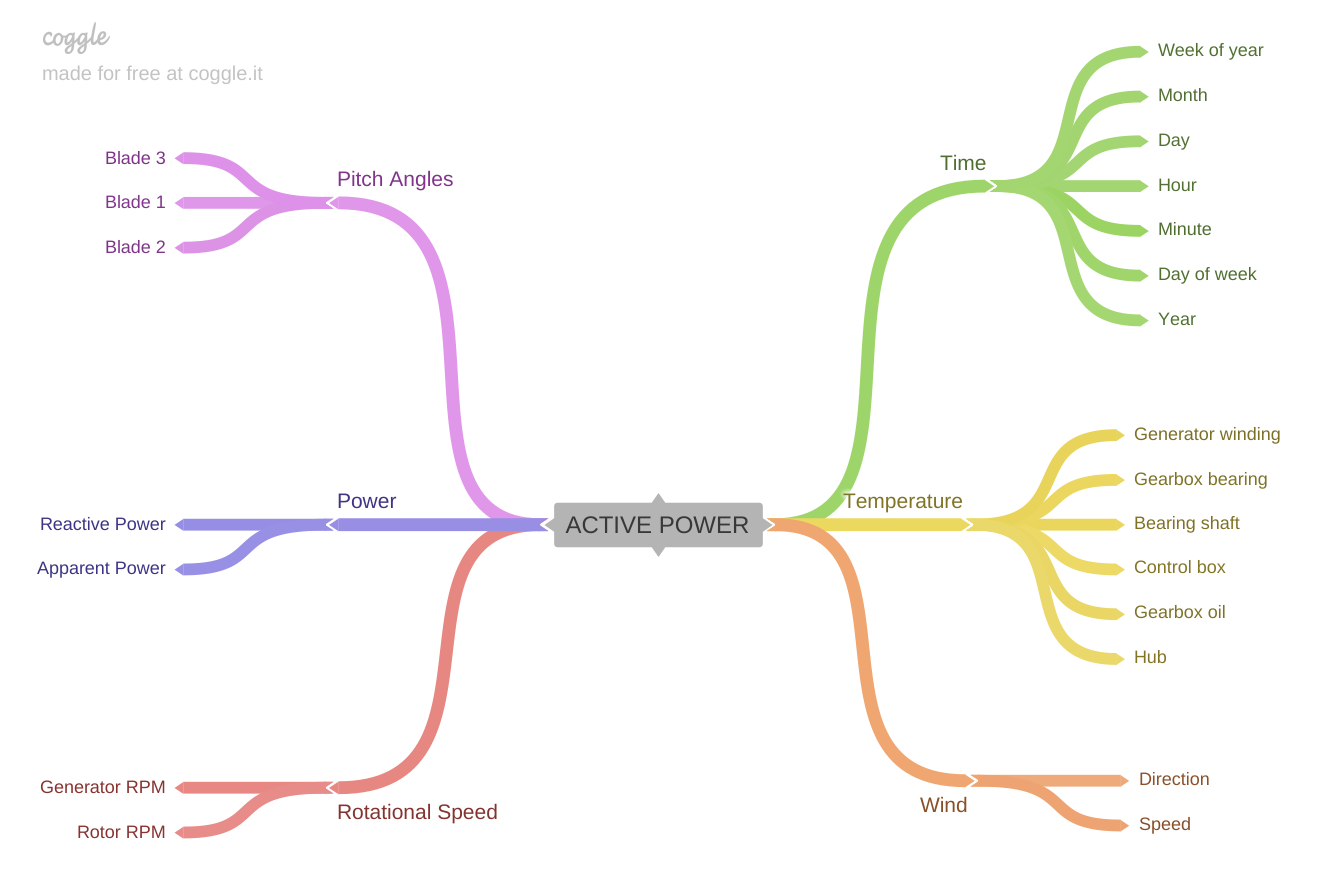 coggle
made for free at coggle.it
Pitch Angles
Blade 3
Blade 1
Blade 2
Power
Reactive Power
Apparent Power
Rotational Speed
Generator RPM
Rotor RPM
ACTIVE POWER
Time
Week of year
Month
Day
Hour
Minute
Day of week
Year
Temperature
Generator winding
Gearbox bearing
Bearing shaft
Control box
Gearbox oil
Hub
Wind
Direction
Speed